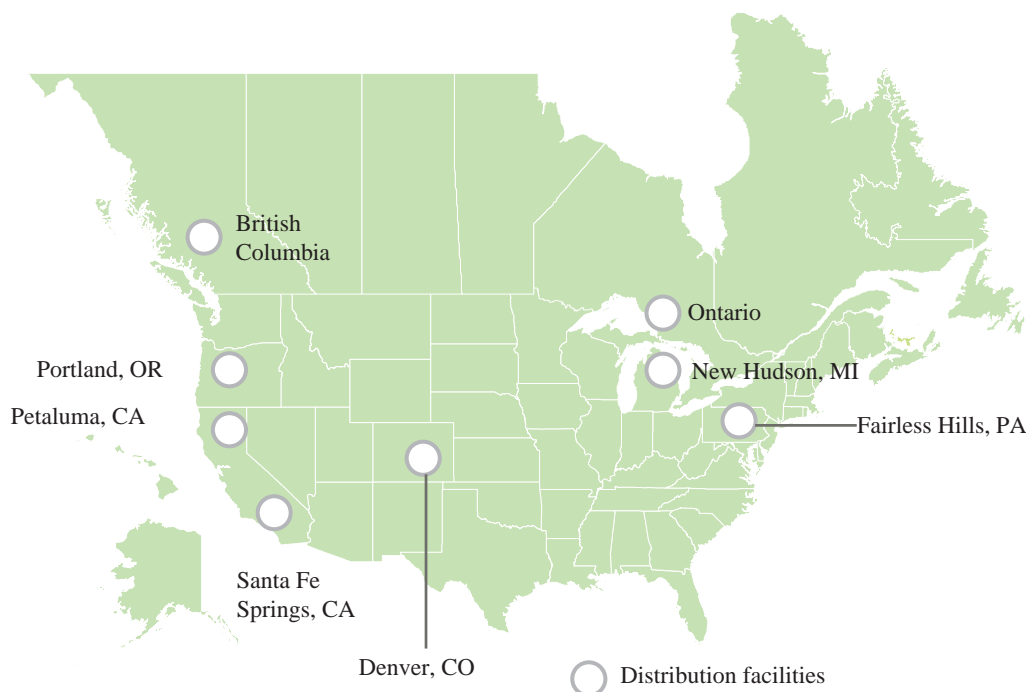 British
Columbia
Ontario
Portland, OR
New Hudson, MI
Petaluma, CA
Fairless Hills, PA
Santa Fe
Springs, CA
Denver, CO
Distribution facilities